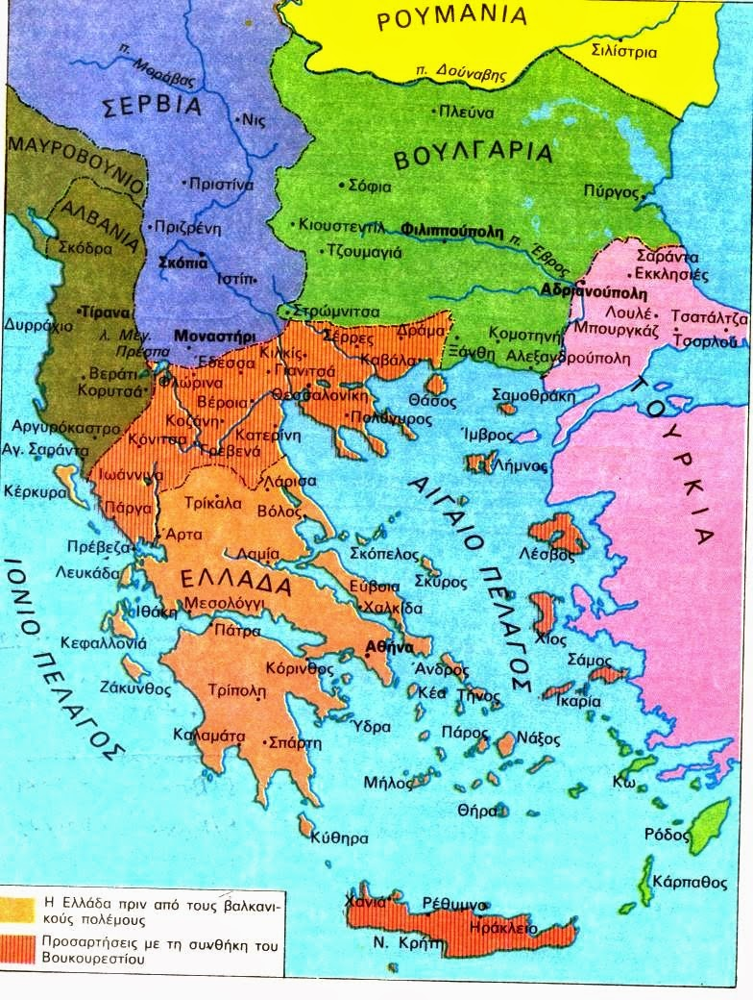 ΡΟΥΜΑΝΙΑ
Σιλίστρια
π. Δούναβης
π. Μοράβας
ΣΕΡΒΙΑ
Νις
Πλεύνα
ΒΟΥΛΓΑΡΙΑ
ΜΑΥΡΟΒΟΥΝΙΟ
Πριστίνα
Σόφια
Πύργος
ΑΛΒΑΝΙΑ
Πριζρένη
Κιουστεντιλ
Φιλιππούπολη
π. Έβρος
Σκόδρα
Σκόπια
Τζουμαγιά
Σαράντα
Εκκλησιές
Ιστίπ
Αδριανούπολη
Τίρανα
Στρώμνιτσα
Λουλέ
Μπουργκάζ
Τσατάλτζα
Τσορλού
Δυρράχιο
λ. Μεγ.
Πρέσπα
Μοναστήρι
Σέρρες
Δράμα
Κομοτηνή
Ξάνθη
Αλεξανδρούπολη
Έδεσσα
Κιλκίς
Γιανιτσά
Καβάλα
Βεράτι
Κορυτσά
Φλώρινα
Βέροια
Θεσσαλονίκη
Θάσος
Σαμοθράκη
ΤΟΥΡΚΙΑ
Πολύγυρος
Κοζάνη
Κατερίνη
Αργυρόκαστρο
Κόνιτσα
Γρεβενά
Ίμβρος
Αγ. Σαράντα
Λήμνος
Κέρκυρα
Ιωάννινα
Λάρισα
ΑΙΓΑΙΟ ΠΕΛΑΓΟΣ
Πάργα
Τρίκαλα
Βόλος
Άρτα
Πρέβεζα
Λαμία
Σκόπελος
Λέσβος
Λευκάδα
ΕΛΛΑΔΑ
Εύβοια
Σκύρος
ΙΟΝΙΟ ΠΕΛΑΓΟΣ
Ιθάκη
Μεσολόγγι
Χαλκίδα
Πάτρα
Χίος
Κεφαλλονιά
Αθήνα
Κόρινθος
Άνδρος
Σάμος
Ζάκυνθος
Τρίπολη
Κέα
Τήνος
Ικαρία
Ύδρα
Καλαμάτα
Σπάρτη
Πάρος
Νάξος
Μήλος
Κω
Θήρα
Κύθηρα
Ρόδος
Κάρπαθος
Χανιά
Ρέθυμνο
Ηράκλειο
Ν. Κρήτη
Η Ελλάδα πριν από τους βαλκανι-
κούς πολέμους
Προσαρτήσεις με τη συνθήκη του
Βουκουρεστίου